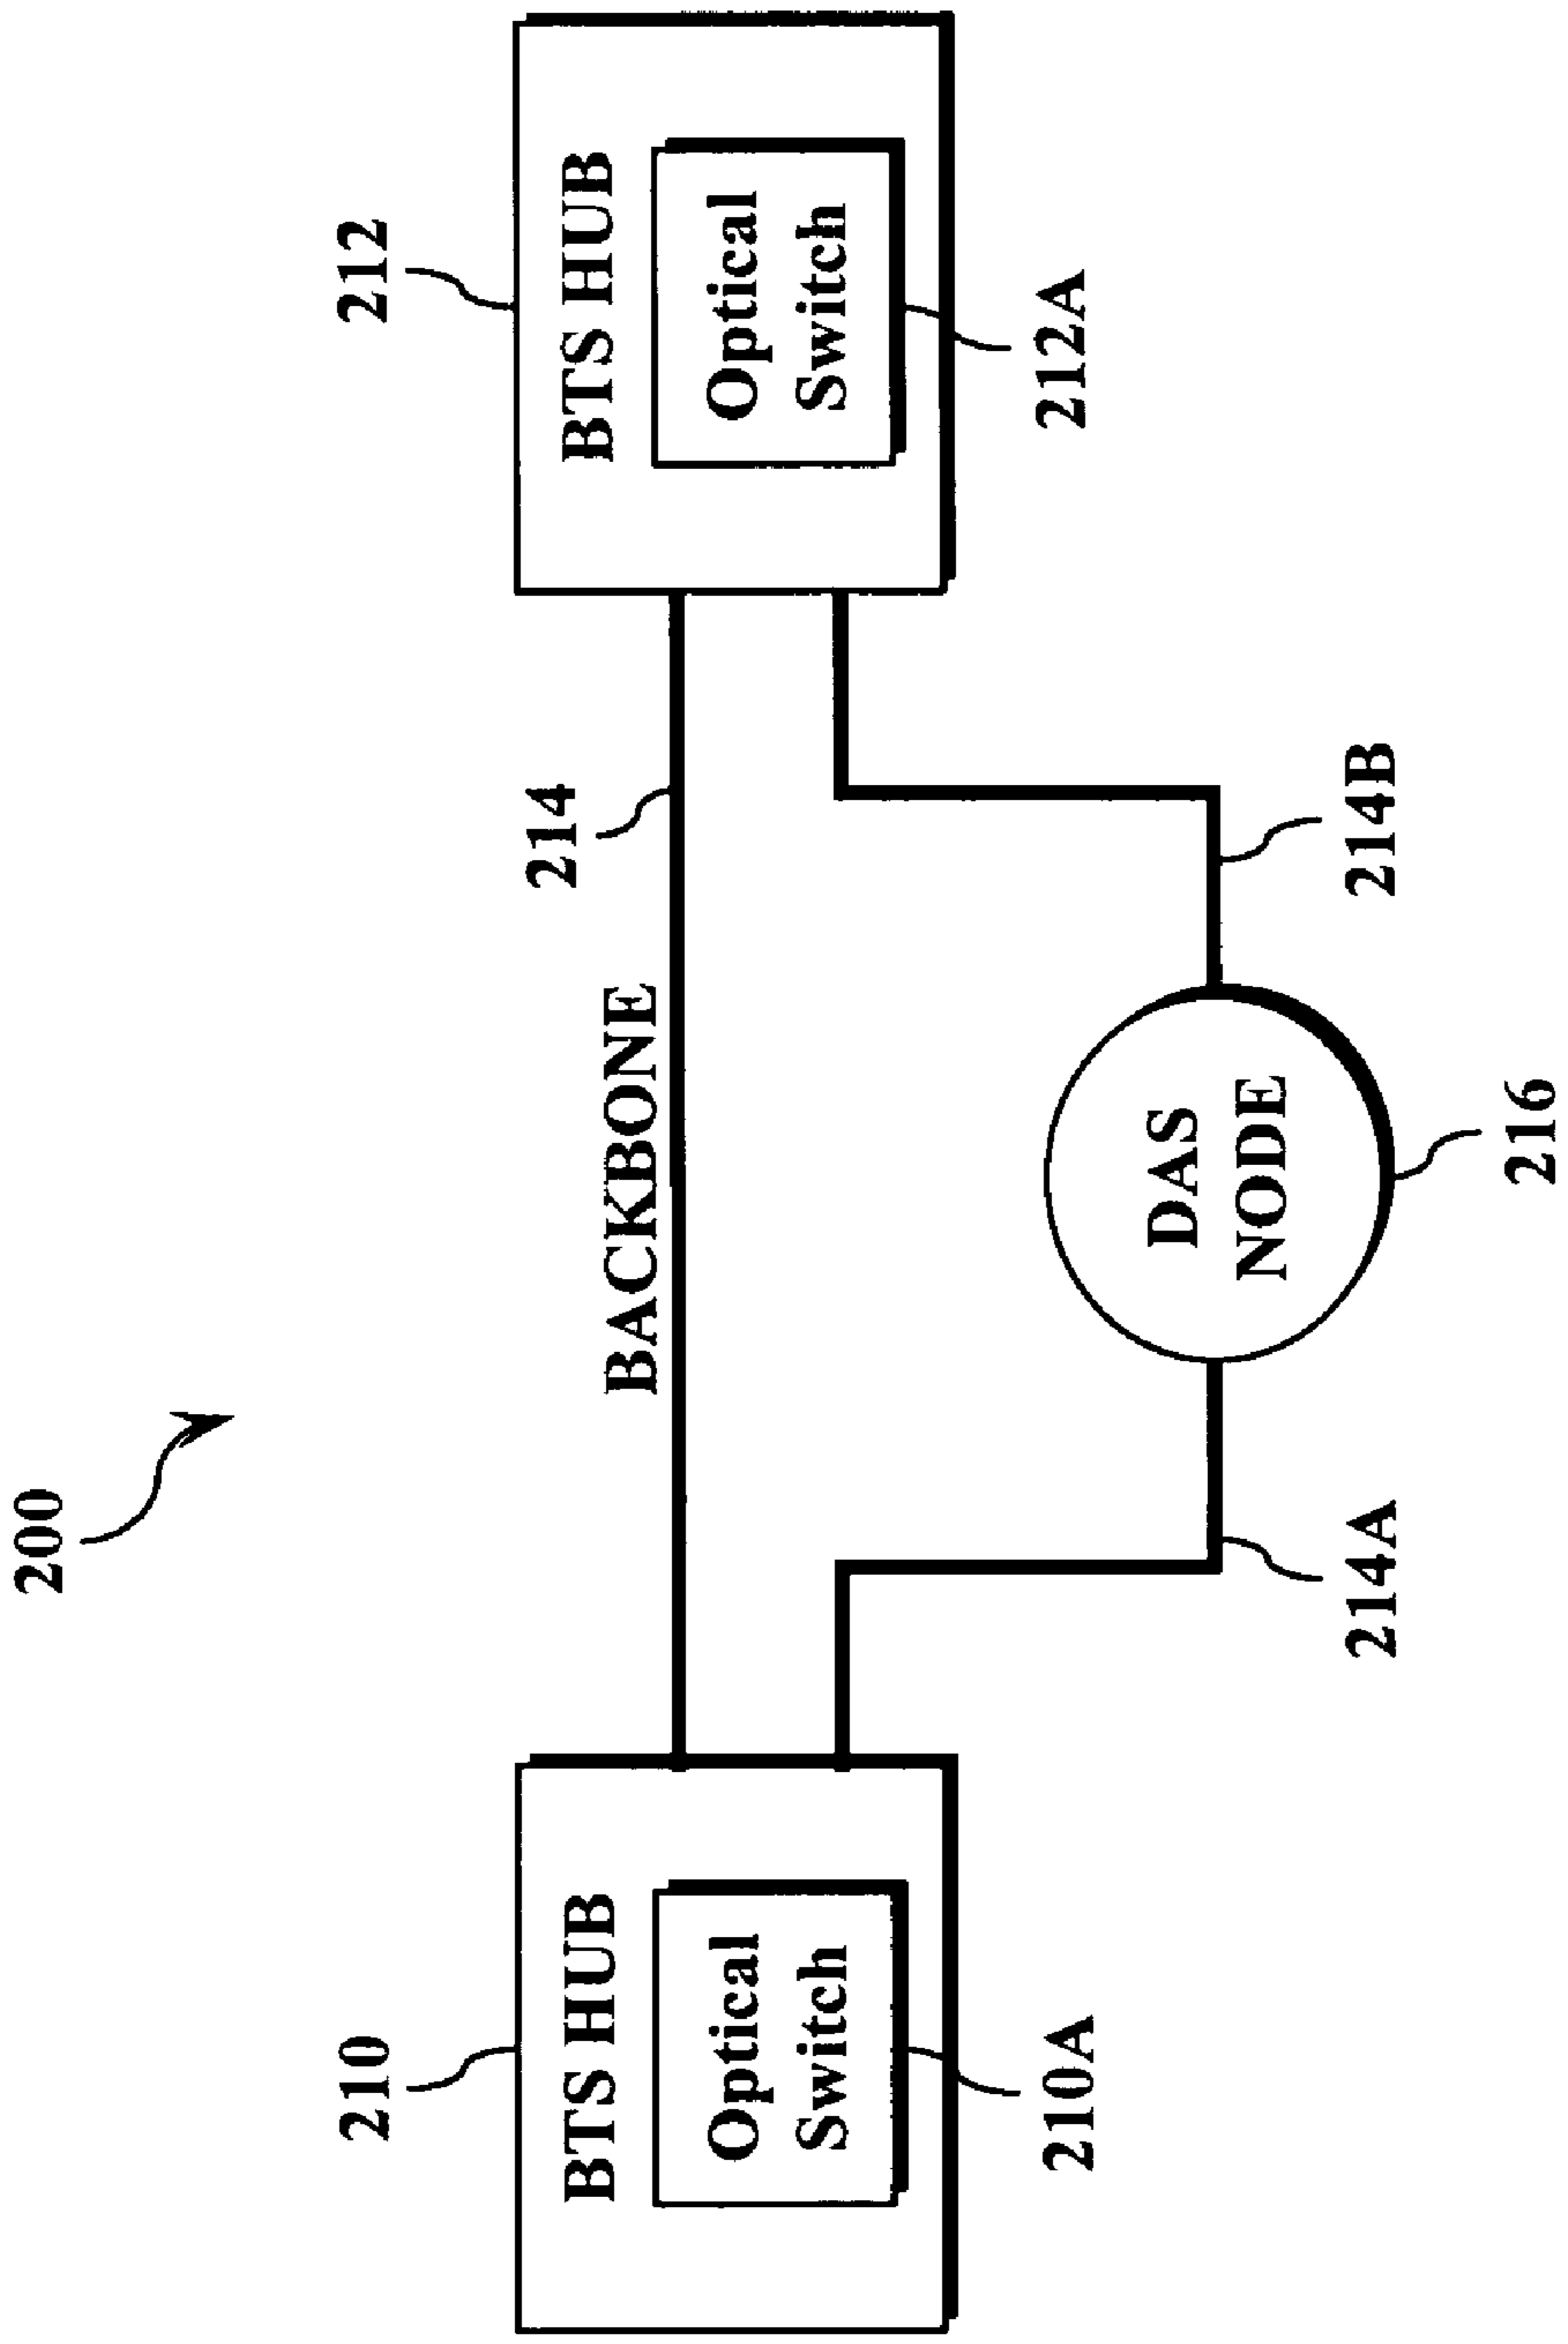 200
210
212
BTS HUB
Optical
Switch
210A
214
BACKBONE
BTS HUB
Optical
Switch
212A
DAS
NODE
214A
214B
216